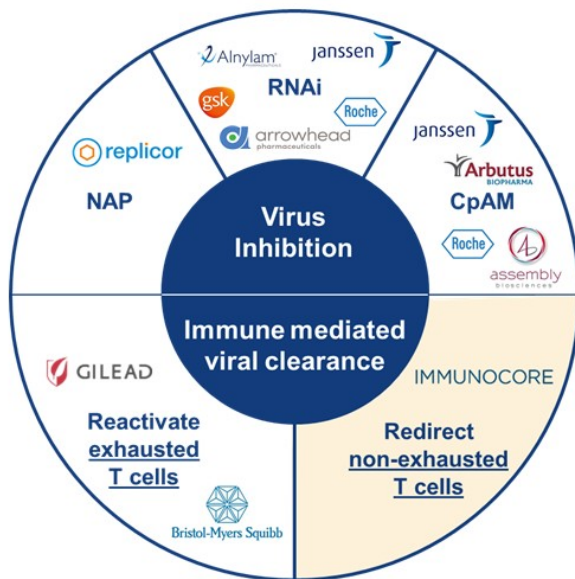 Alnylam
PHARMACEUTICALS
janssen
RNAi
gsk
Roche
arrowhead
pharmaceuticals
replicor
NAP
janssen
Arbutus
BIOPHARMA
CpAM
Roche
assembly
biosciences
Virus
Inhibition
Immune mediated
viral clearance
GILEAD
Reactivate
exhausted
T cells
Bristol-Myers Squibb
IMMUNOCORE
Redirect
non-exhausted
T cells